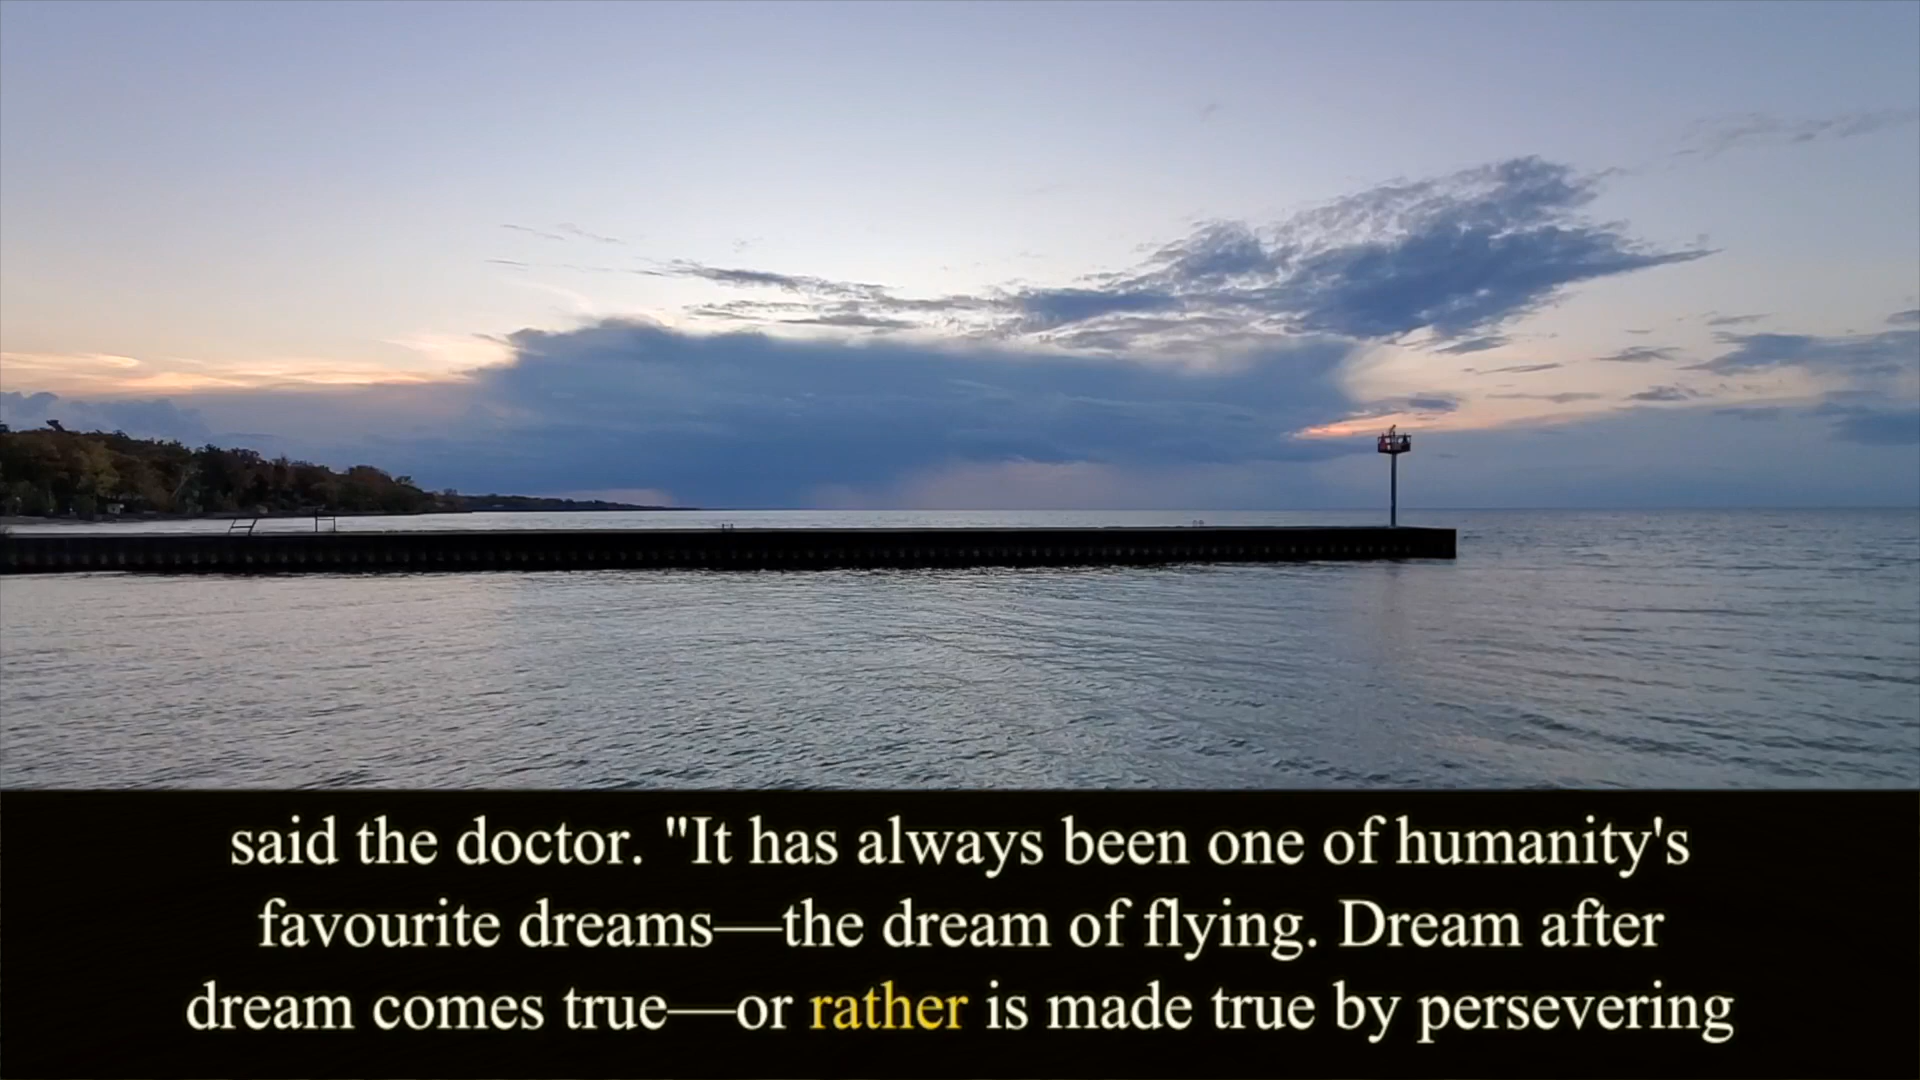 said the doctor. "It has always been one of humanity's
favourite dreams—the dream of flying. Dream after
dream comes true—or rather is made true by persevering